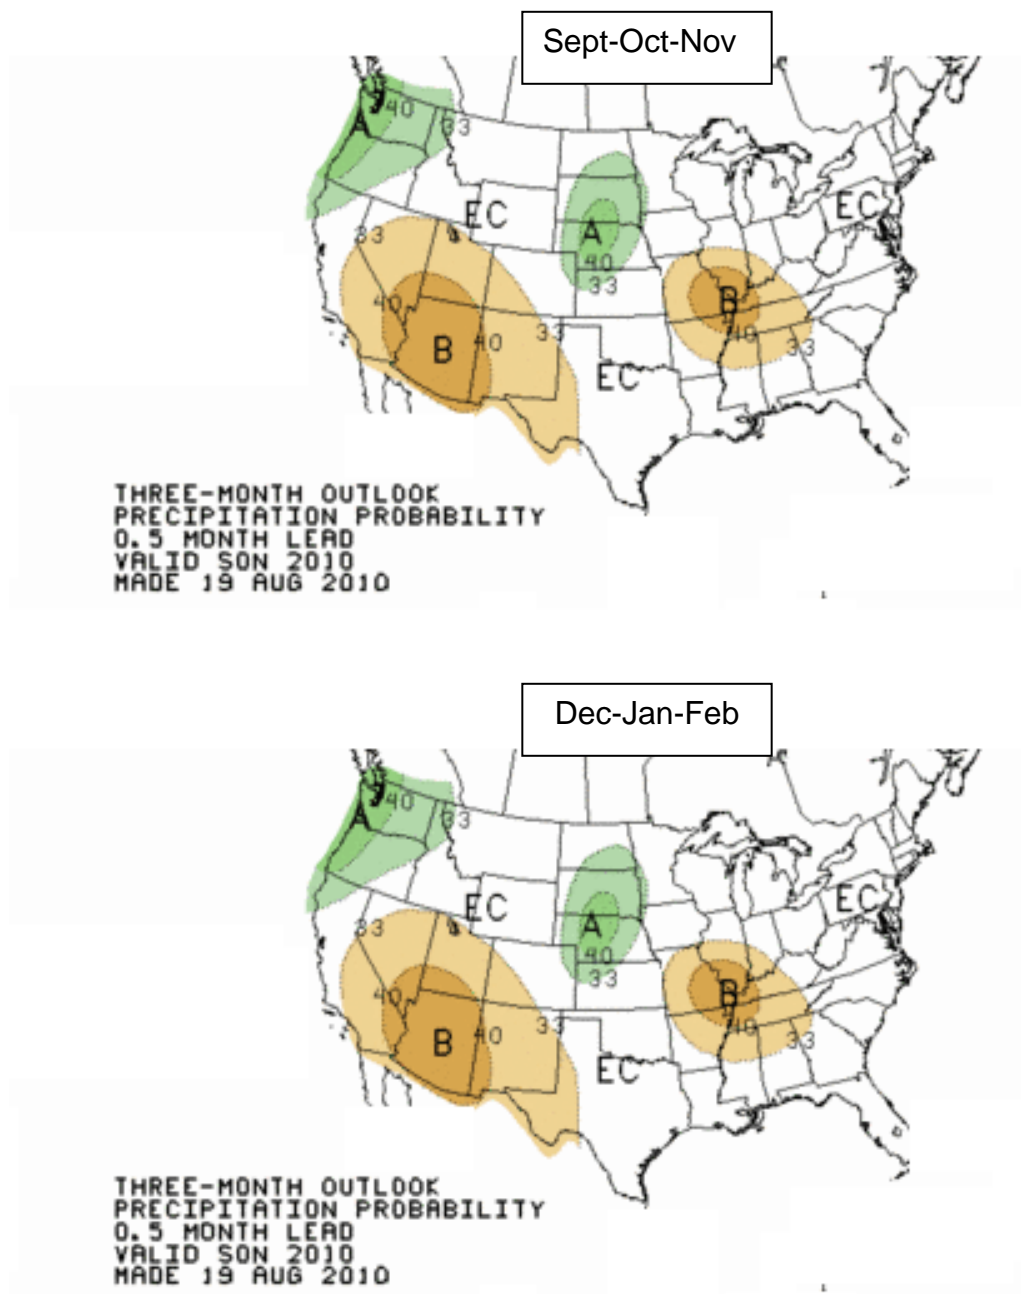 Sept-Oct-Nov
40
A
33
EC
EC
33
A
40
33
B
40
40
33
40
33
B
EC
THREE-MONTH OUTLOOK
PRECIPITATION PROBABILITY
0.5 MONTH LEAD
VALID SON 2010
MADE 19 AUG 2010
Dec-Jan-Feb
40
A
33
EC
EC
33
A
40
33
B
40
40
33
40
33
B
EC
THREE-MONTH OUTLOOK
PRECIPITATION PROBABILITY
0.5 MONTH LEAD
VALID SON 2010
MADE 19 AUG 2010